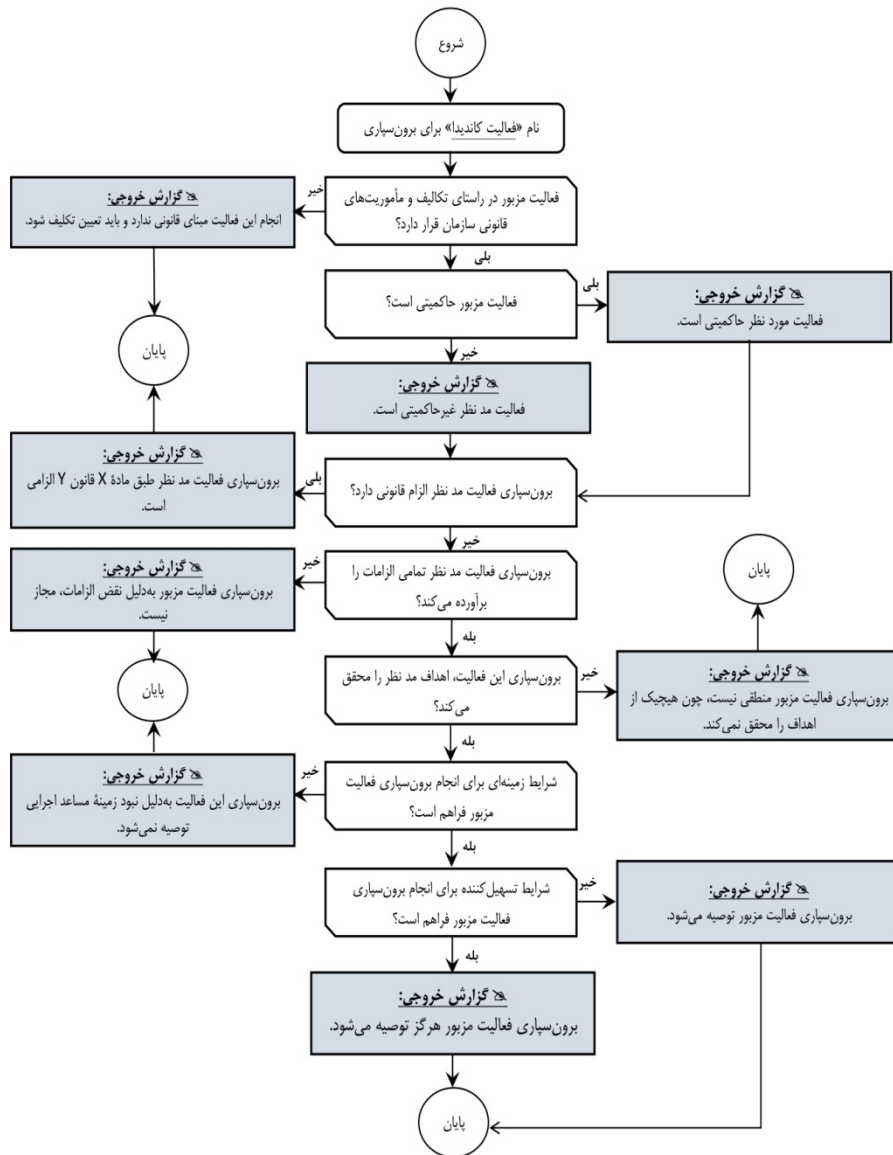 شروع
نام «فعالیت کاندیدا» برای برون‌سپاری
فعالیت مزبور در راستای تکالیف و مأموریت‌های
قانونی سازمان قرار دارد؟
خیر
گزارش خروجی:
انجام این فعالیت مبنای قانونی ندارد و باید تعیین تکلیف شود.
پایان
بلی
فعالیت مزبور حاکمیتی است؟
بلی
گزارش خروجی:
فعالیت مورد نظر حاکمیتی است.
خیر
گزارش خروجی:
فعالیت مد نظر غیرحاکمیتی است.
برون‌سپاری فعالیت مد نظر الزام قانونی دارد؟
بلی
گزارش خروجی:
برون‌سپاری فعالیت مد نظر طبق مادهٔ X قانون Y الزامی
است.
خیر
برون‌سپاری فعالیت مد نظر تمامی الزامات را
برآورده می‌کند؟
خیر
گزارش خروجی:
برون‌سپاری فعالیت مزبور به‌دلیل نقض الزامات، مجاز
نیست.
پایان
بله
برون‌سپاری این فعالیت، اهداف مد نظر را محقق
می‌کند؟
خیر
گزارش خروجی:
برون‌سپاری فعالیت مزبور منطقی نیست، چون هیچیک از
اهداف را محقق نمی‌کند.
پایان
بله
شرایط زمینه‌ای برای انجام برون‌سپاری فعالیت
مزبور فراهم است؟
خیر
گزارش خروجی:
برون‌سپاری این فعالیت به‌دلیل نبود زمینهٔ مساعد اجرایی
توصیه نمی‌شود.
بله
شرایط تسهیل‌کننده برای انجام برون‌سپاری
فعالیت مزبور فراهم است؟
خیر
گزارش خروجی:
برون‌سپاری فعالیت مزبور توصیه می‌شود.
بله
گزارش خروجی:
برون‌سپاری فعالیت مزبور هرگز توصیه می‌شود.
پایان